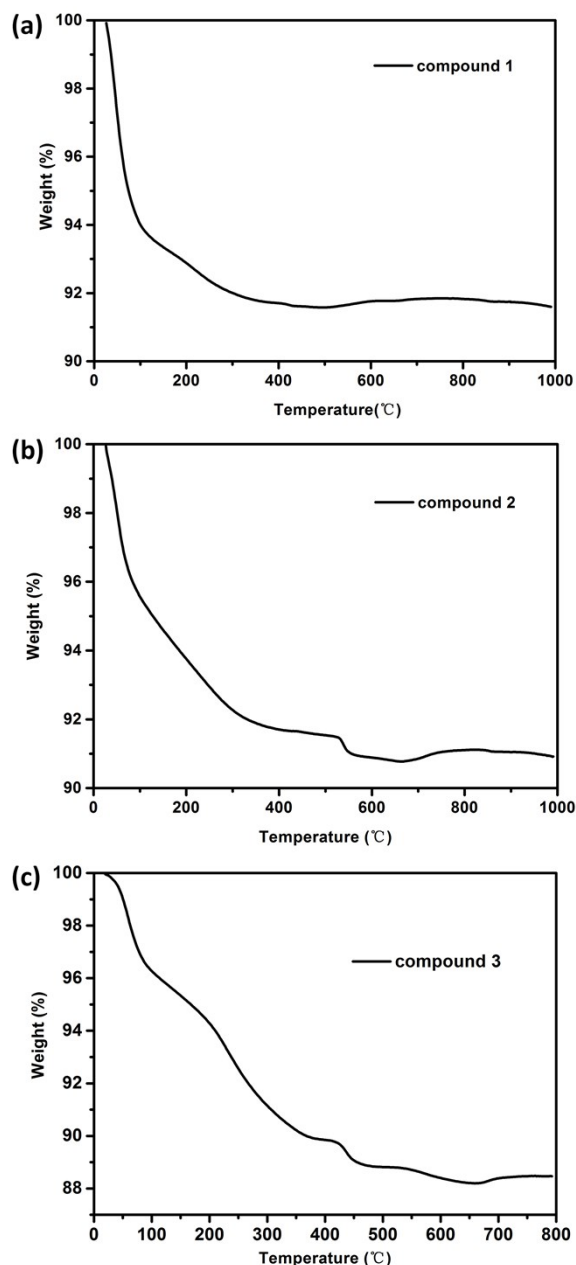 (a)
compound 1
Weight (%)
100
98
96
94
92
90
0 200 400 600 800 1000
Temperature(℃)
(b)
compound 2
Weight (%)
100
98
96
94
92
90
0 200 400 600 800 1000
Temperature (℃)
(c)
compound 3
Weight (%)
100
98
96
94
92
90
88
0 100 200 300 400 500 600 700 800
Temperature (℃)